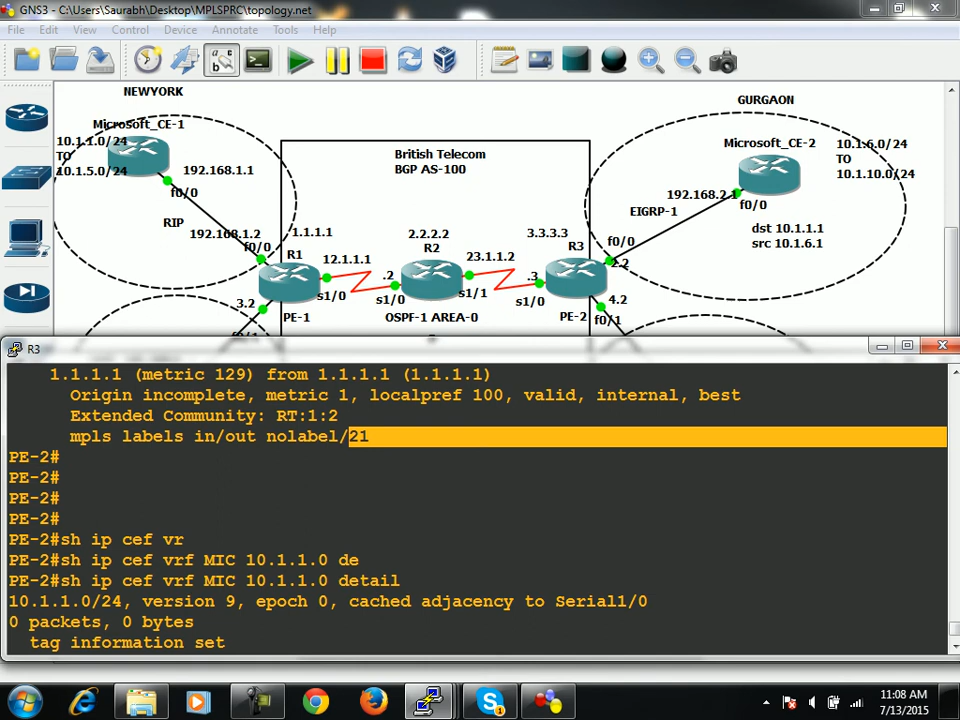 GNS3 - C:\Users\Saurabh\Desktop\MPLSPRC\topology.net
File Edit View Control Device Annotate Tools Help
NEWYORK
GURGAON
Microsoft_CE-1
10.1.1.0/24
TO
10.1.5.0/24
192.168.1.1
f0/0
RIP
192.168.1.2
f0/0
1.1.1.1
British Telecom
BGP AS-100
12.1.1.1
R1
s1/0
PE-1
3.2
2.2.2.2
R2
.2
s1/0
23.1.1.2
s1/1
OSPF-1 AREA-0
3.3.3.3
R3
.3
s1/0
PE-2
f0/0
2.2
4.2
f0/1
EIGRP-1
192.168.2.1
f0/0
Microsoft_CE-2
10.1.6.0/24
TO
10.1.10.0/24
dst 10.1.1.1
src 10.1.6.1
R3
1.1.1.1 (metric 129) from 1.1.1.1 (1.1.1.1)
Origin incomplete, metric 1, localpref 100, valid, internal, best
Extended Community: RT:1:2
mpls labels in/out nolabel/21
PE-2#
PE-2#
PE-2#
PE-2#
PE-2#sh ip cef vr
PE-2#sh ip cef vrf MIC 10.1.1.0 de
PE-2#sh ip cef vrf MIC 10.1.1.0 detail
10.1.1.0/24, version 9, epoch 0, cached adjacency to Serial1/0
0 packets, 0 bytes
tag information set
11:08 AM
7/13/2015